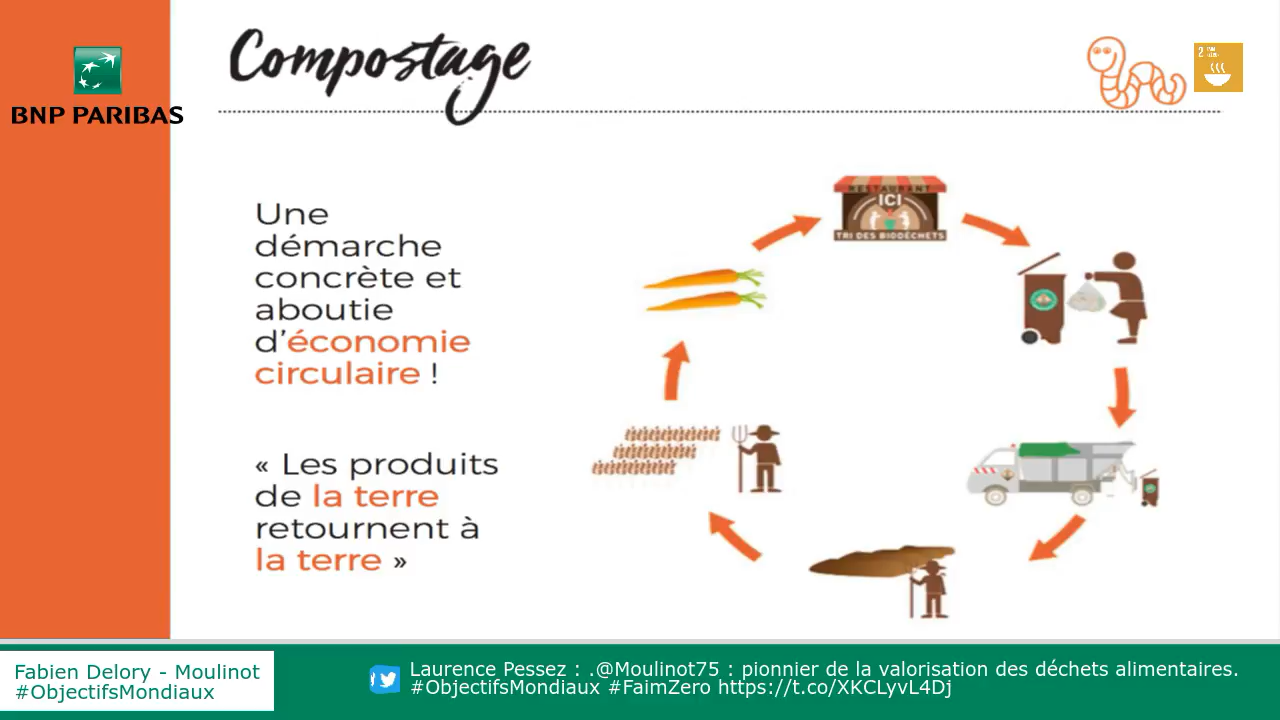 Compostage
BNP PARIBAS
2
Une
démarche
concrète et
aboutie
d'économie
circulaire !
« Les produits
de la terre
retournent à
la terre »
RESTAURANT
ICI
TRI DES BIODÉCHETS
Fabien Delory - Moulinot
#ObjectifsMondiaux
Laurence Pessez : .@Moulinot75 : pionnier de la valorisation des déchets alimentaires.
#ObjectifsMondiaux #FaimZero https://t.co/XKCLyvL4Dj